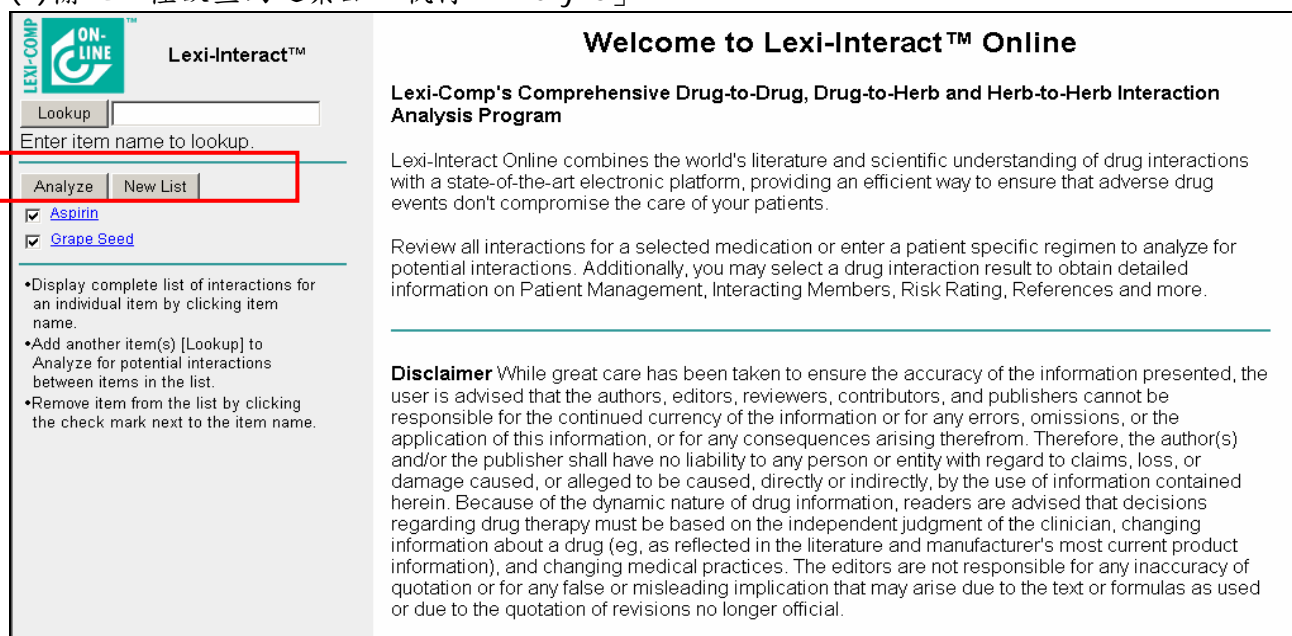 LEXI-COMP
ON-LINE™
Lexi-Interact™
Lookup
Enter item name to lookup.
Analyze New List
Aspirin
Grape Seed
•Display complete list of interactions for
an individual item by clicking item
name.
•Add another item(s) [Lookup] to
Analyze for potential interactions
between items in the list.
•Remove item from the list by clicking
the check mark next to the item name.
Welcome to Lexi-Interact™ Online
Lexi-Comp's Comprehensive Drug-to-Drug, Drug-to-Herb and Herb-to-Herb Interaction
Analysis Program
Lexi-Interact Online combines the world's literature and scientific understanding of drug interactions
with a state-of-the-art electronic platform, providing an efficient way to ensure that adverse drug
events don't compromise the care of your patients.
Review all interactions for a selected medication or enter a patient specific regimen to analyze for
potential interactions. Additionally, you may select a drug interaction result to obtain detailed
information on Patient Management, Interacting Members, Risk Rating, References and more.
Disclaimer While great care has been taken to ensure the accuracy of the information presented, the
user is advised that the authors, editors, reviewers, contributors, and publishers cannot be
responsible for the continued currency of the information or for any errors, omissions, or the
application of this information, or for any consequences arising therefrom. Therefore, the author(s)
and/or the publisher shall have no liability to any person or entity with regard to claims, loss, or
damage caused, or alleged to be caused, directly or indirectly, by the use of information contained
herein. Because of the dynamic nature of drug information, readers are advised that decisions
regarding drug therapy must be based on the independent judgment of the clinician, changing
information about a drug (eg, as reflected in the literature and manufacturer's most current product
information), and changing medical practices. The editors are not responsible for any inaccuracy of
quotation or for any false or misleading implication that may arise due to the text or formulas as used
or due to the quotation of revisions no longer official.